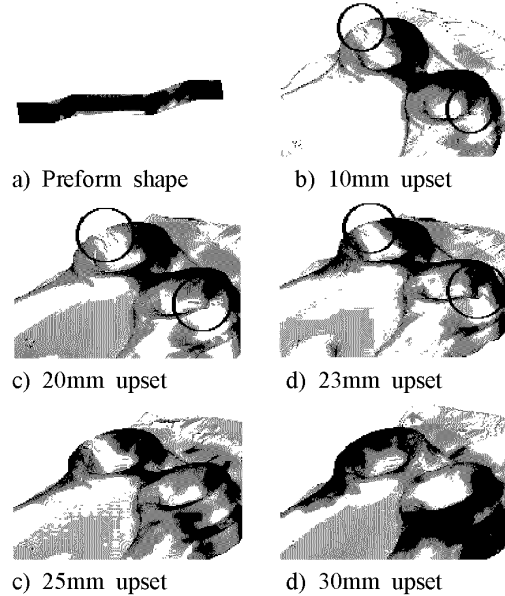 a) Preform shape
b) 10mm upset
c) 20mm upset
d) 23mm upset
c) 25mm upset
d) 30mm upset